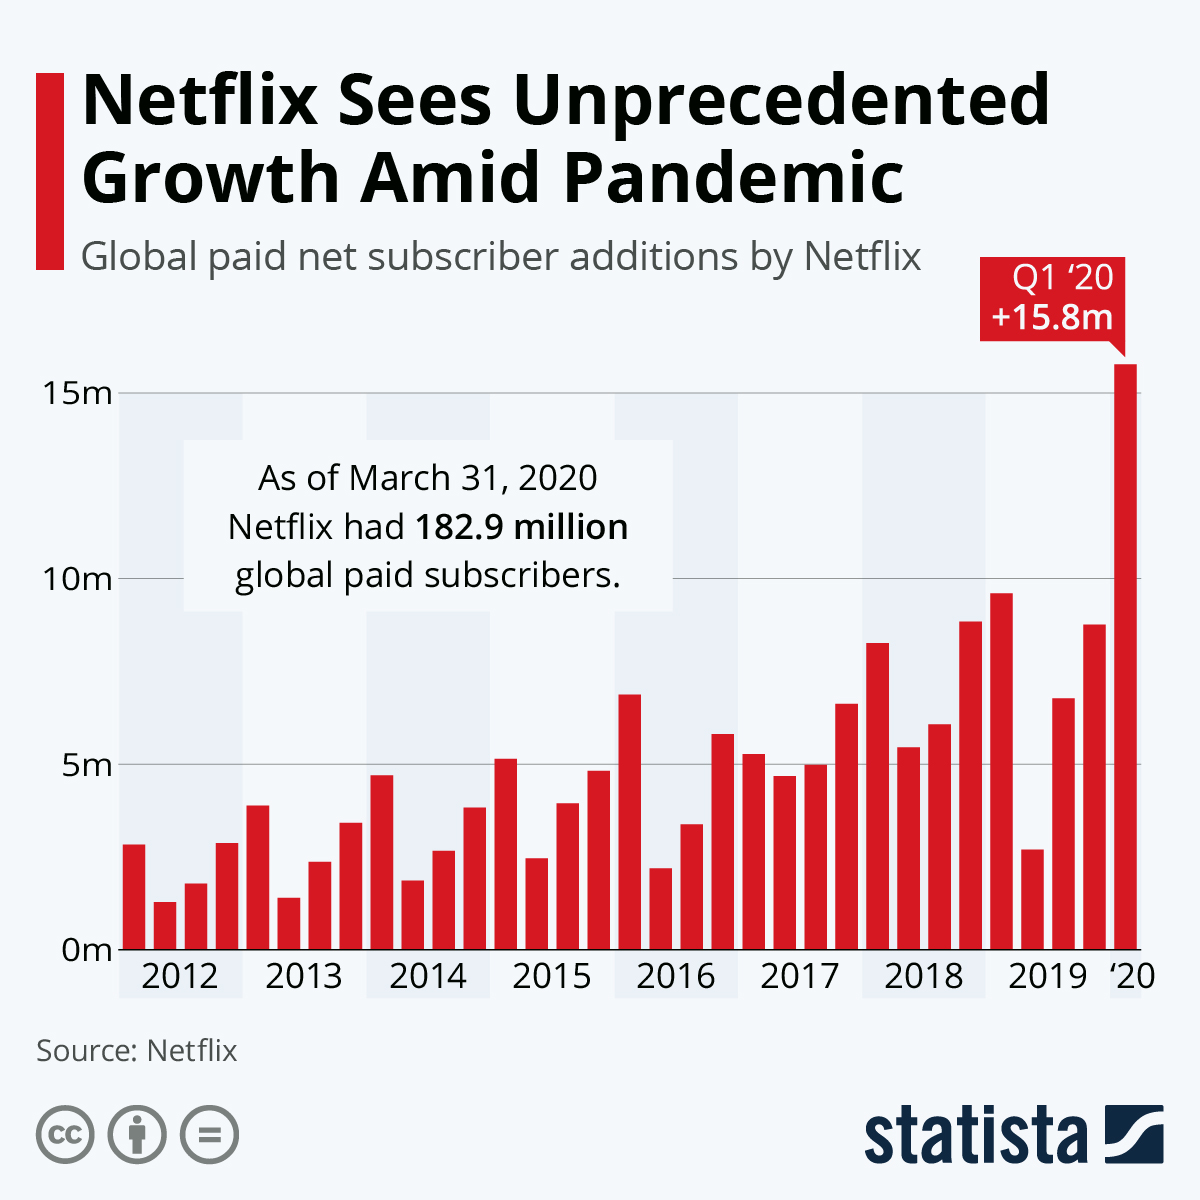 Netflix Sees Unprecedented
Growth Amid Pandemic
Global paid net subscriber additions by Netflix
Q1 ‘20
+15.8m
15m
As of March 31, 2020
Netflix had 182.9 million
global paid subscribers.
10m
5m
0m
2012 2013 2014 2015 2016 2017 2018 2019 ‘20
Source: Netflix
cc =
statista